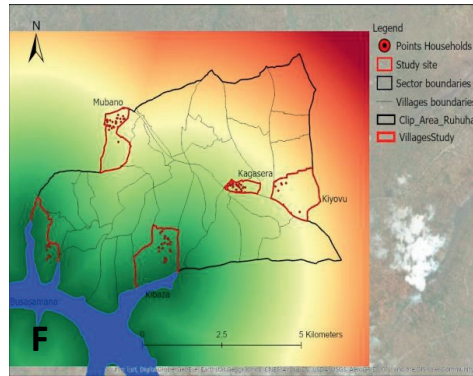 N
Legend
Points Households
Study site
Sector boundaries
Villages boundaries
Clip_Area_Ruhuha
VillagesStudy
Mubano
Kagasera
Kiyovu
Kibaza
Busasamana
F
0 2,5 5 Kilometers